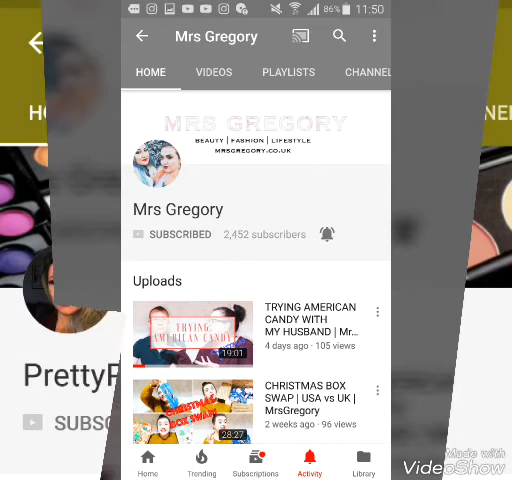 86% 11:50
Mrs Gregory
HOME VIDEOS PLAYLISTS CHANNEL
MRS GREGORY
BEAUTY | FASHION | LIFESTYLE
MRSGREGORY.CO.UK
Mrs Gregory
SUBSCRIBED 2,452 subscribers
Uploads
TRYING AMERICAN CANDY
19:01
TRYING AMERICAN
CANDY WITH
MY HUSBAND | Mr...
4 days ago · 105 views
CHRISTMAS
BOX SWAP!
28:27
CHRISTMAS BOX
SWAP | USA vs UK |
MrsGregory
2 weeks ago · 96 views
Home Trending Subscriptions Activity Library
PrettyP
SUBSC
Made with
VideoShow